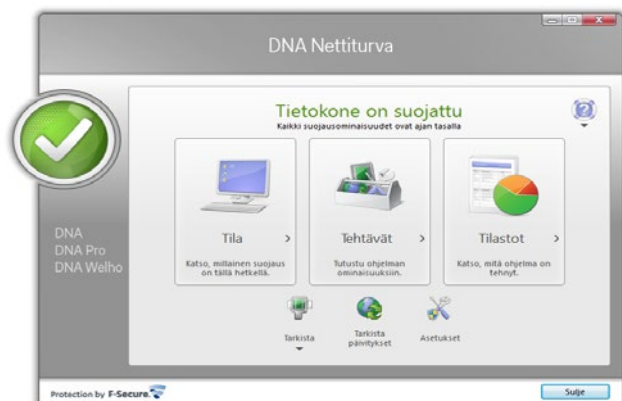 DNA Nettiturva
Tietokone on suojattu
Kaikki suojausominaisuudet ovat ajan tasalla
Tila
Katso, millainen suojaus
on tällä hetkellä.
Tehtävät
Tutustu ohjelman
ominaisuuksiin.
Tilastot
Katso, mitä ohjelma on
tehnyt.
DNA
DNA Pro
DNA Welho
Tarkista
Tarkista
päivitykset
Asetukset
Protection by F-Secure.
Sulje